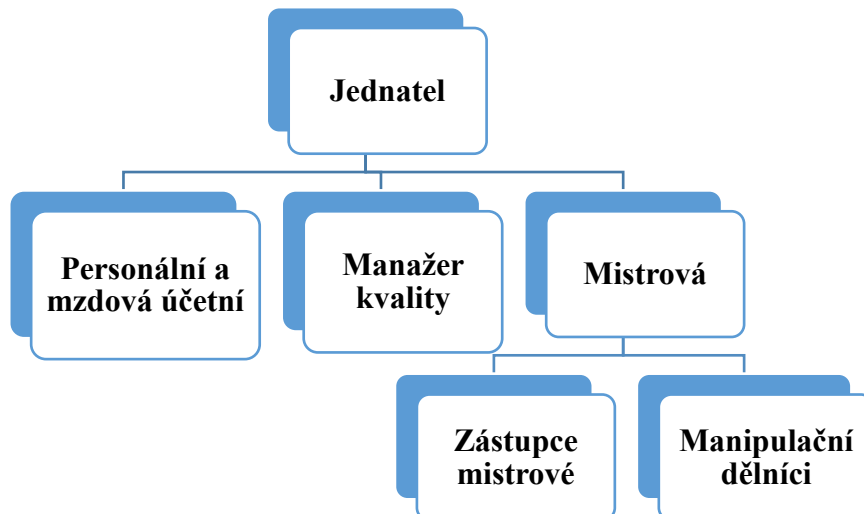 Jednatel
Personální a
mzdová účetní
Manažer
kvality
Mistrová
Zástupce
mistrové
Manipulační
dělníci